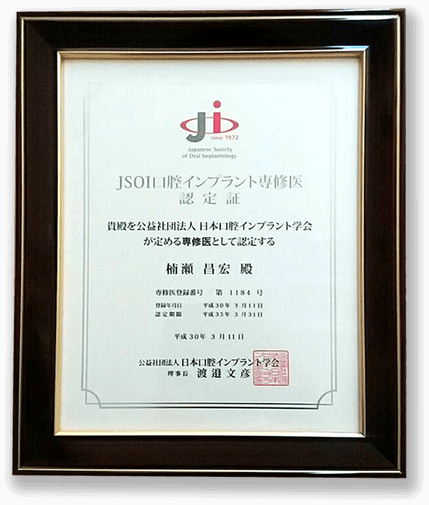 since 1972
Japanese Society
of Oral Implantology
JSOI口腔インプラント専修医
認定証
貴殿を公益社団法人 日本口腔インプラント学会
が定める専修医として認定する
楠瀬 昌宏 殿
専修医登録番号 第 1184 号
登録年月日 平成30年 3月11日
認定期限 平成35年 3月31日
平成30年 3月11日
公益社団法人 日本口腔インプラント学会
理事長 渡邉文彦